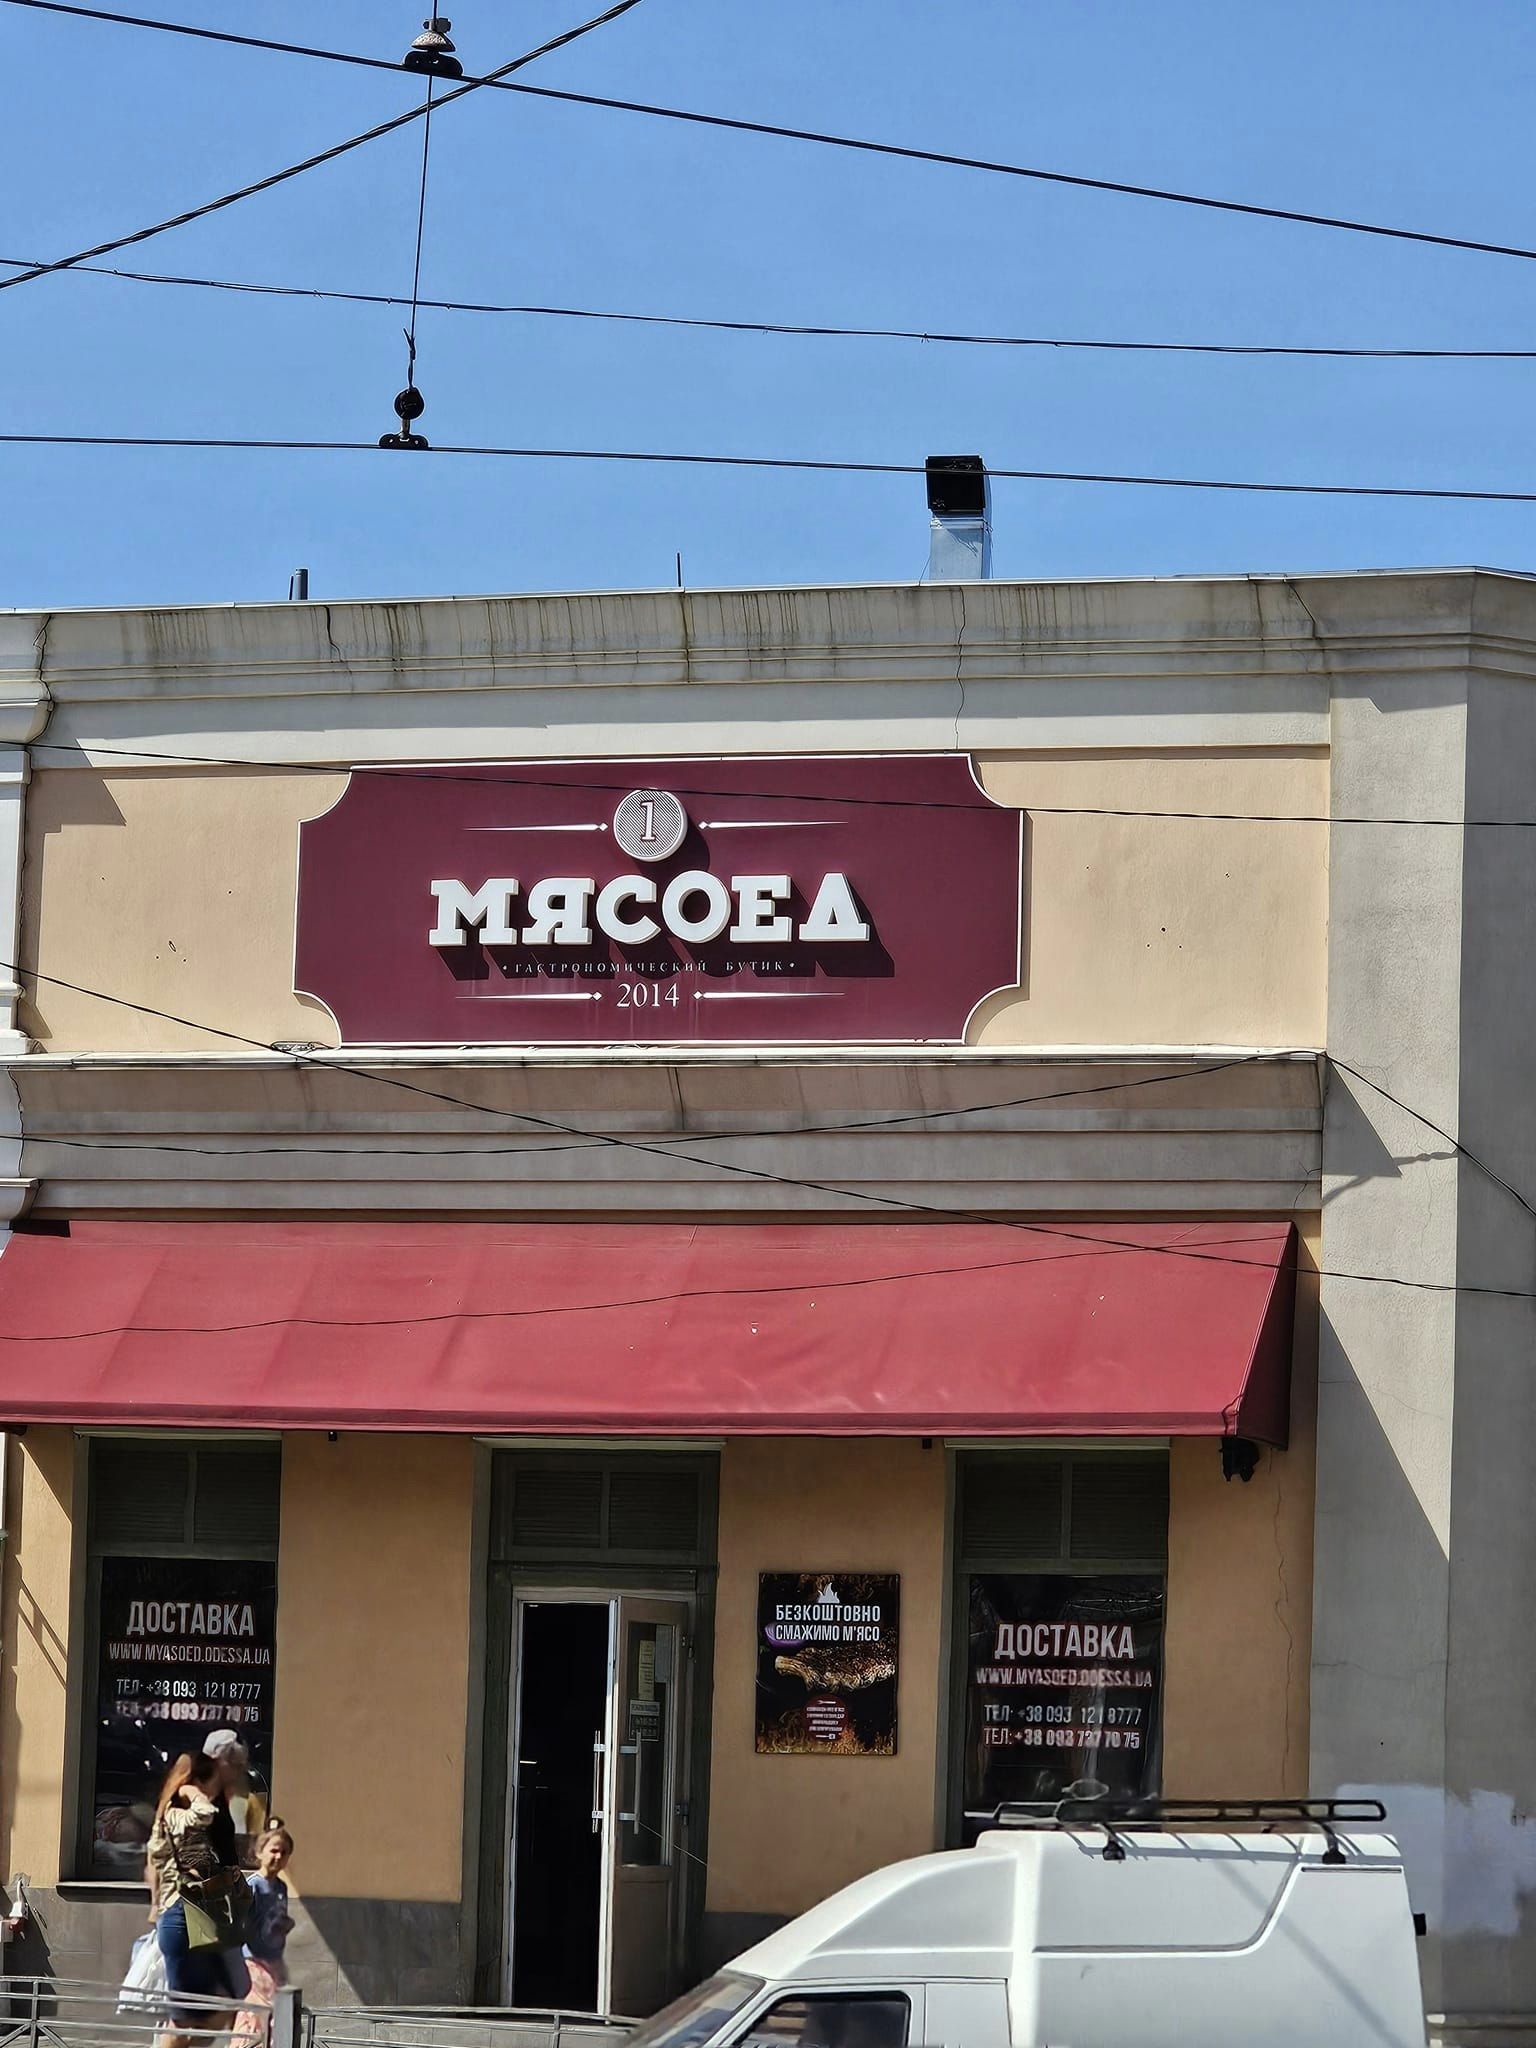 1
МЯСОЕД
• ГАСТРОНОМИЧЕСКИЙ БУТИК •
2014
ДОСТАВКА
WWW.MYASOED.ODESSA.UA
ТЕЛ: +38 093 121 8777
ТЕЛ: +38 093 737 70 75
БЕЗКОШТОВНО
СМАЖИМО М'ЯСО
ДОСТАВКА
WWW.MYASOED.ODESSA.UA
ТЕЛ: +38 093 121 8777
ТЕЛ: +38 093 737 70 75